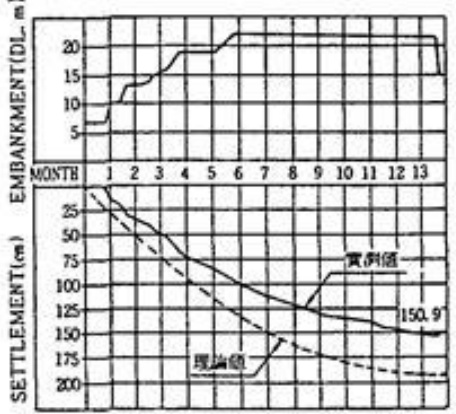 EMBANKMENT(DL. m)
20
15
10
5
MONTH 1 2 3 4 5 6 7 8 9 10 11 12 13
SETTLEMENT(cm)
25
50
75
100
125
150
175
200
實測値
150.9
理論値